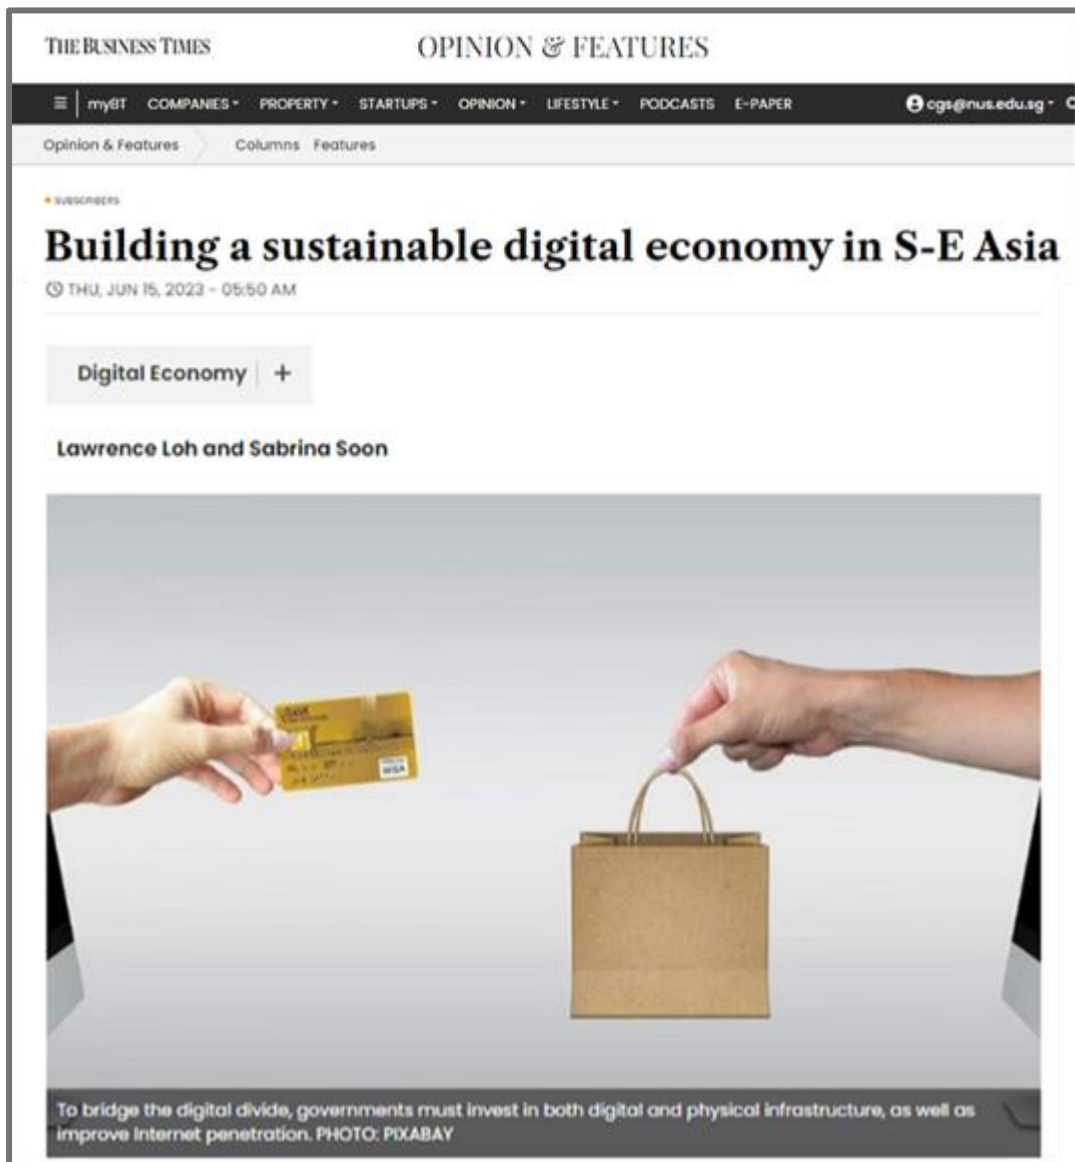 THE BUSINESS TIMES
OPINION & FEATURES
myBT COMPANIES PROPERTY STARTUPS OPINION LIFESTYLE PODCASTS E-PAPER cgs@nus.edu.sg
Opinion & Features Columns Features
SUBSCRIBERS
Building a sustainable digital economy in S-E Asia
THU, JUN 15, 2023 - 05:50 AM
Digital Economy +
Lawrence Loh and Sabrina Soon
VISA
To bridge the digital divide, governments must invest in both digital and physical infrastructure, as well as
improve Internet penetration. PHOTO: PIXABAY